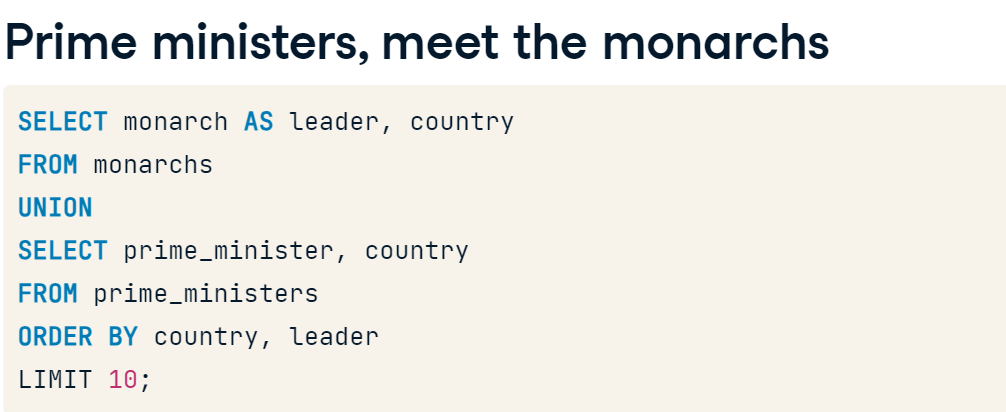 Prime ministers, meet the monarchs
SELECT monarch AS leader, country
FROM monarchs
UNION
SELECT prime_minister, country
FROM prime_ministers
ORDER BY country, leader
LIMIT 10;